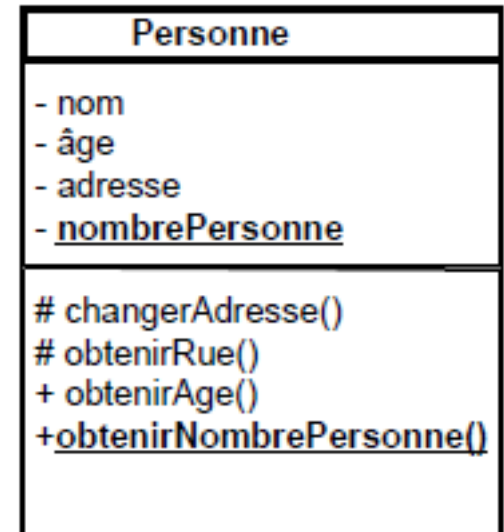 Personne
- nom
- âge
- adresse
- nombrePersonne
# changerAdresse()
# obtenirRue()
+ obtenirAge()
+obtenirNombrePersonne()